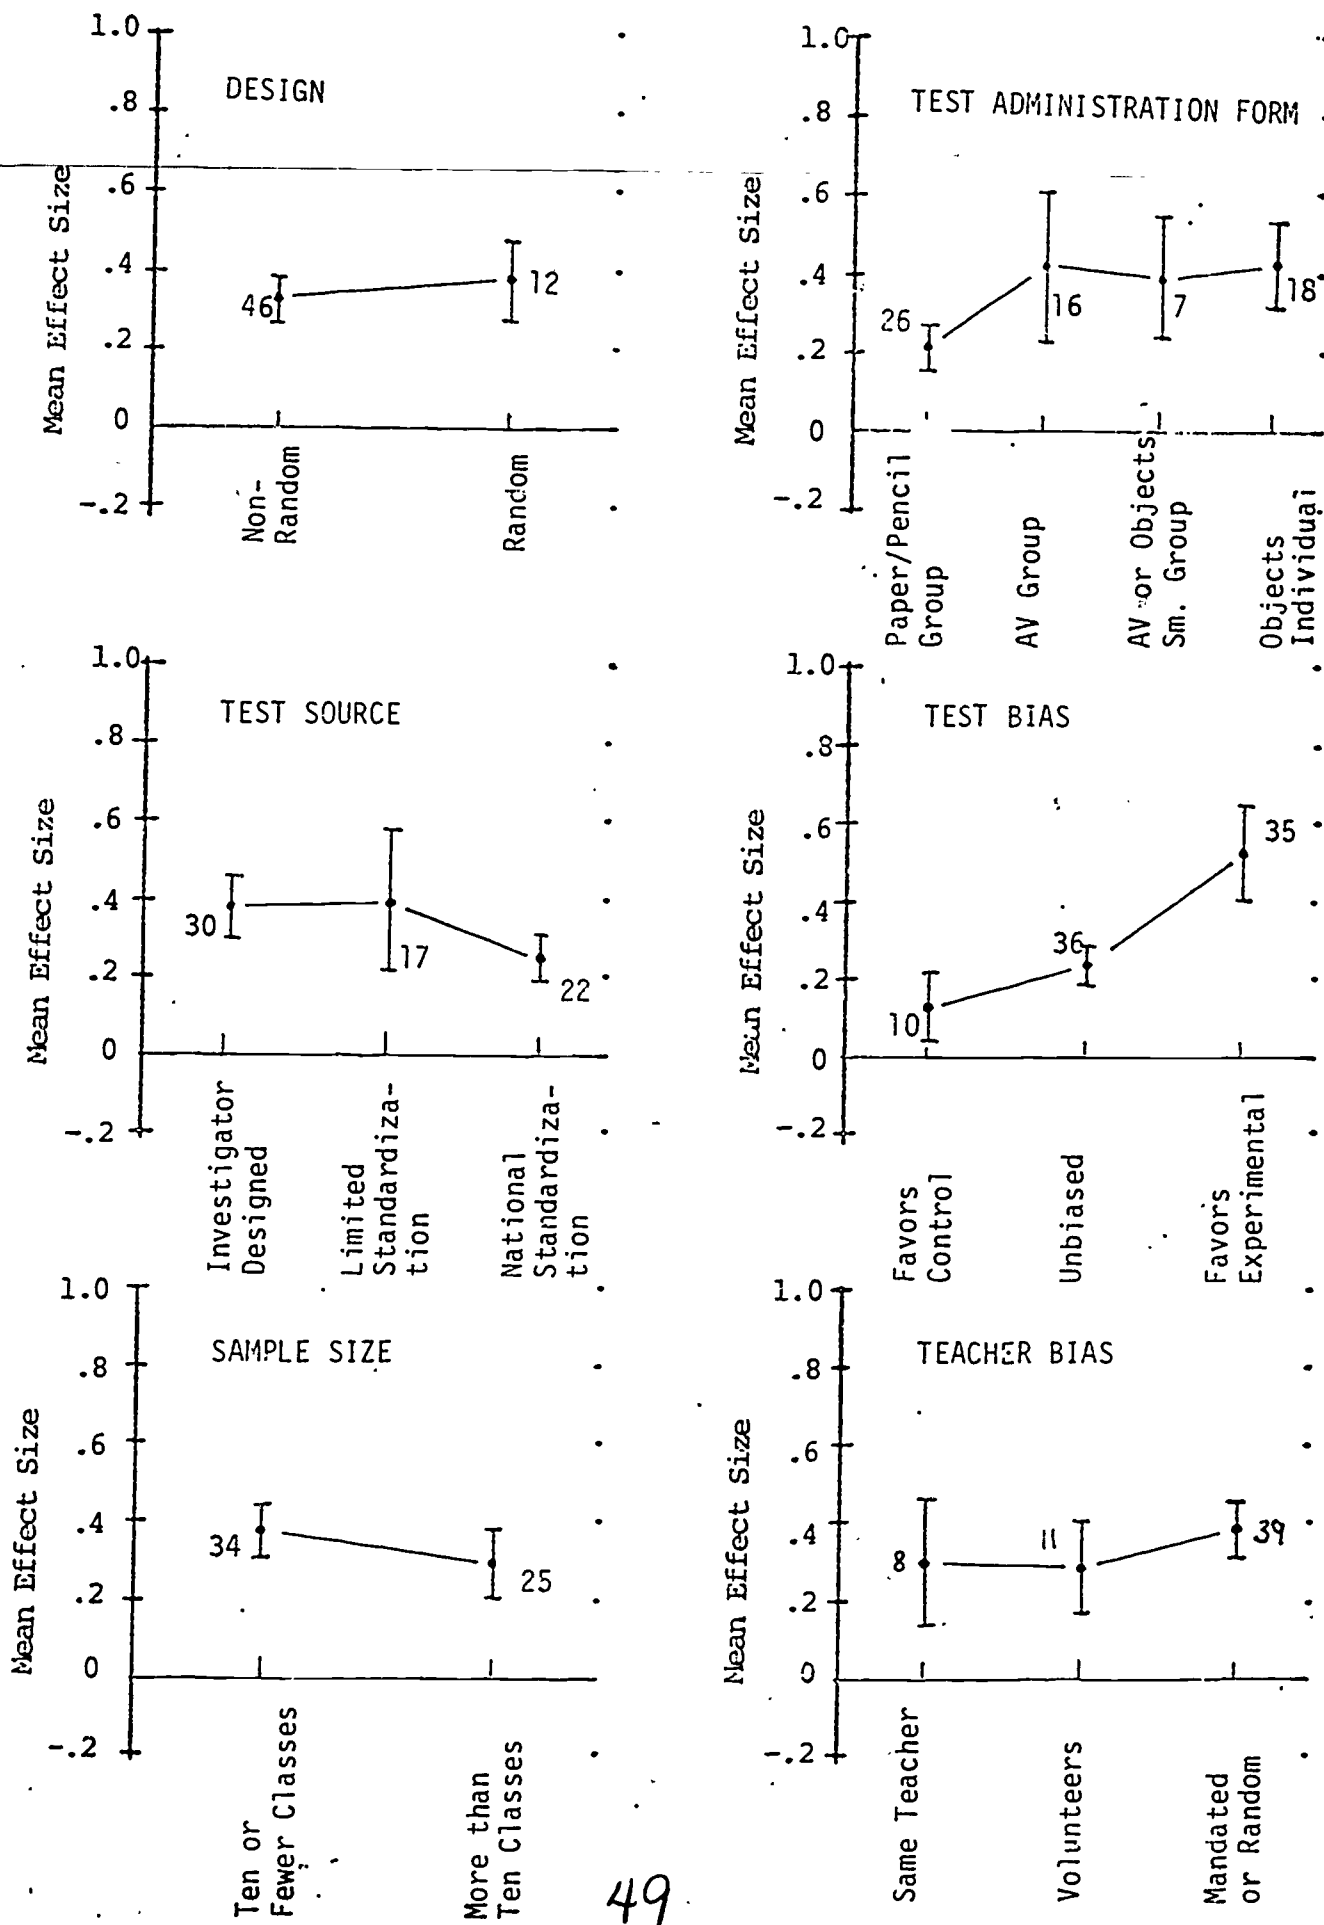 DESIGN
Mean Effect Size
1.0
.8
.6
.4
.2
0
-.2
46
12
Non-
Random
Random
TEST ADMINISTRATION FORM
Mean Effect Size
1.0
.8
.6
.4
.2
0
-.2
26
16
7
18
Paper/Pencil
Group
AV Group
AV or Objects
Sm. Group
Objects
Individual
TEST SOURCE
Mean Effect Size
1.0
.8
.6
.4
.2
0
-.2
30
17
22
Investigator
Designed
Limited
Standardiza-
tion
National
Standardiza-
tion
TEST BIAS
Mean Effect Size
1.0
.8
.6
.4
.2
0
-.2
10
36
35
Favors
Control
Unbiased
Favors
Experimental
SAMPLE SIZE
Mean Effect Size
1.0
.8
.6
.4
.2
0
-.2
34
25
Ten or
Fewer Classes
More than
Ten Classes
TEACHER BIAS
Mean Effect Size
1.0
.8
.6
.4
.2
0
-.2
8
11
39
Same Teacher
Volunteers
Mandated
or Random
49